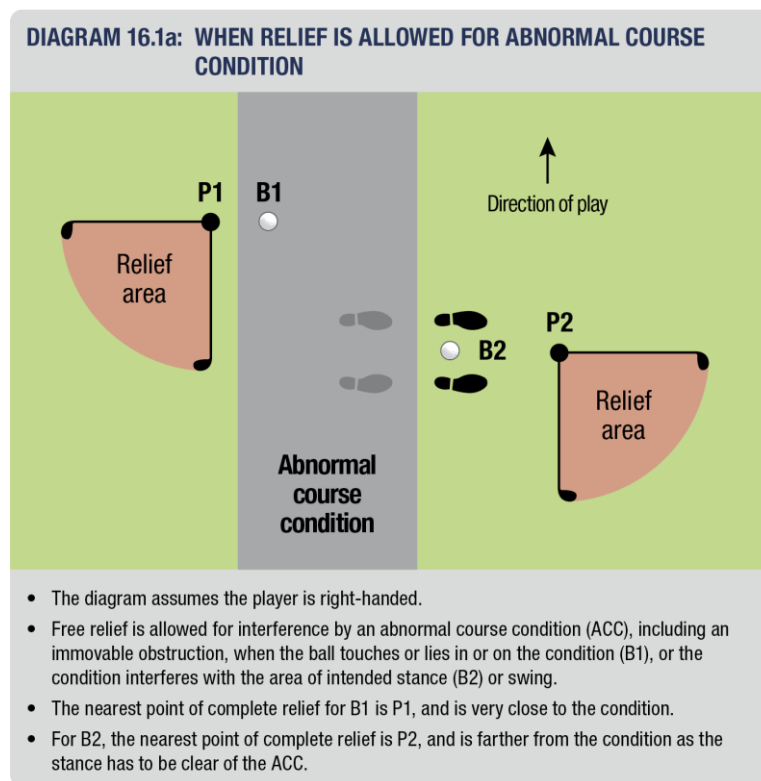 DIAGRAM 16.1a: WHEN RELIEF IS ALLOWED FOR ABNORMAL COURSE
CONDITION
P1
B1
Direction of play
Relief
area
P2
B2
Relief
area
Abnormal
course
condition
• The diagram assumes the player is right-handed.
• Free relief is allowed for interference by an abnormal course condition (ACC), including an
immovable obstruction, when the ball touches or lies in or on the condition (B1), or the
condition interferes with the area of intended stance (B2) or swing.
• The nearest point of complete relief for B1 is P1, and is very close to the condition.
• For B2, the nearest point of complete relief is P2, and is farther from the condition as the
stance has to be clear of the ACC.